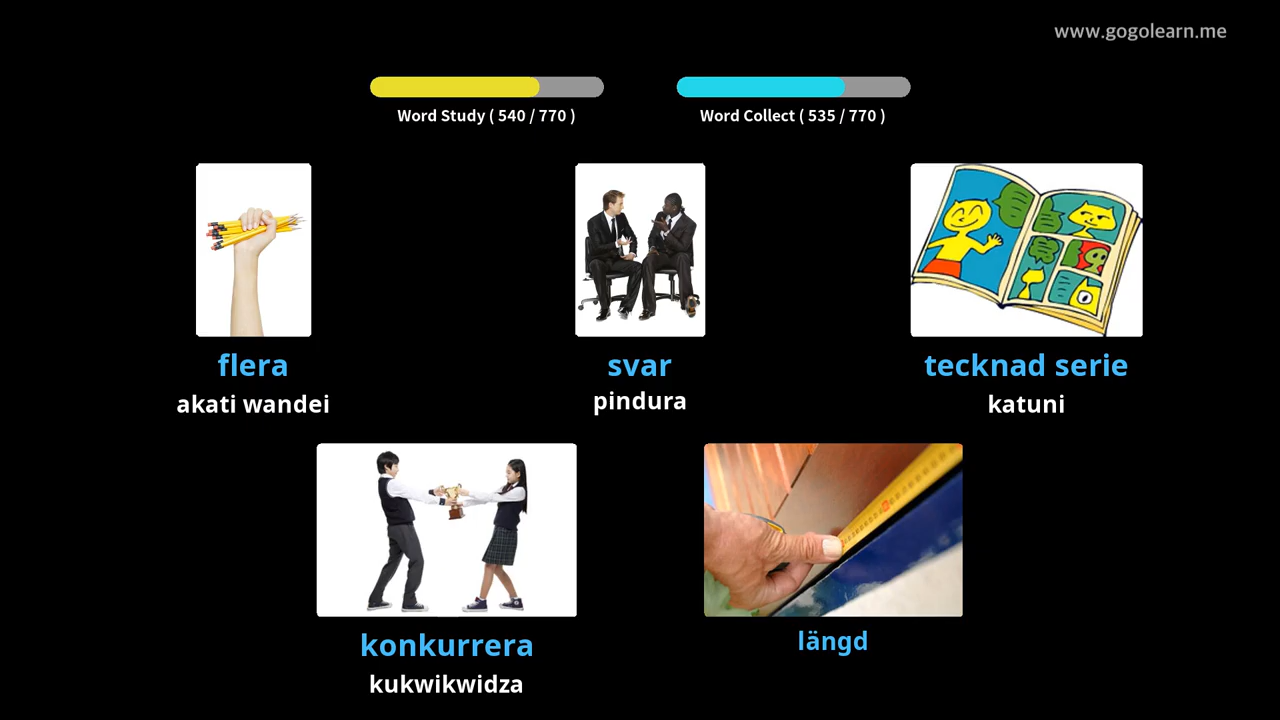 www.gogolearn.me
Word Study ( 540 / 770 )
Word Collect ( 535 / 770 )
flera
akati wandei
svar
pindura
tecknad serie
katuni
konkurrera
kukwikwidza
längd